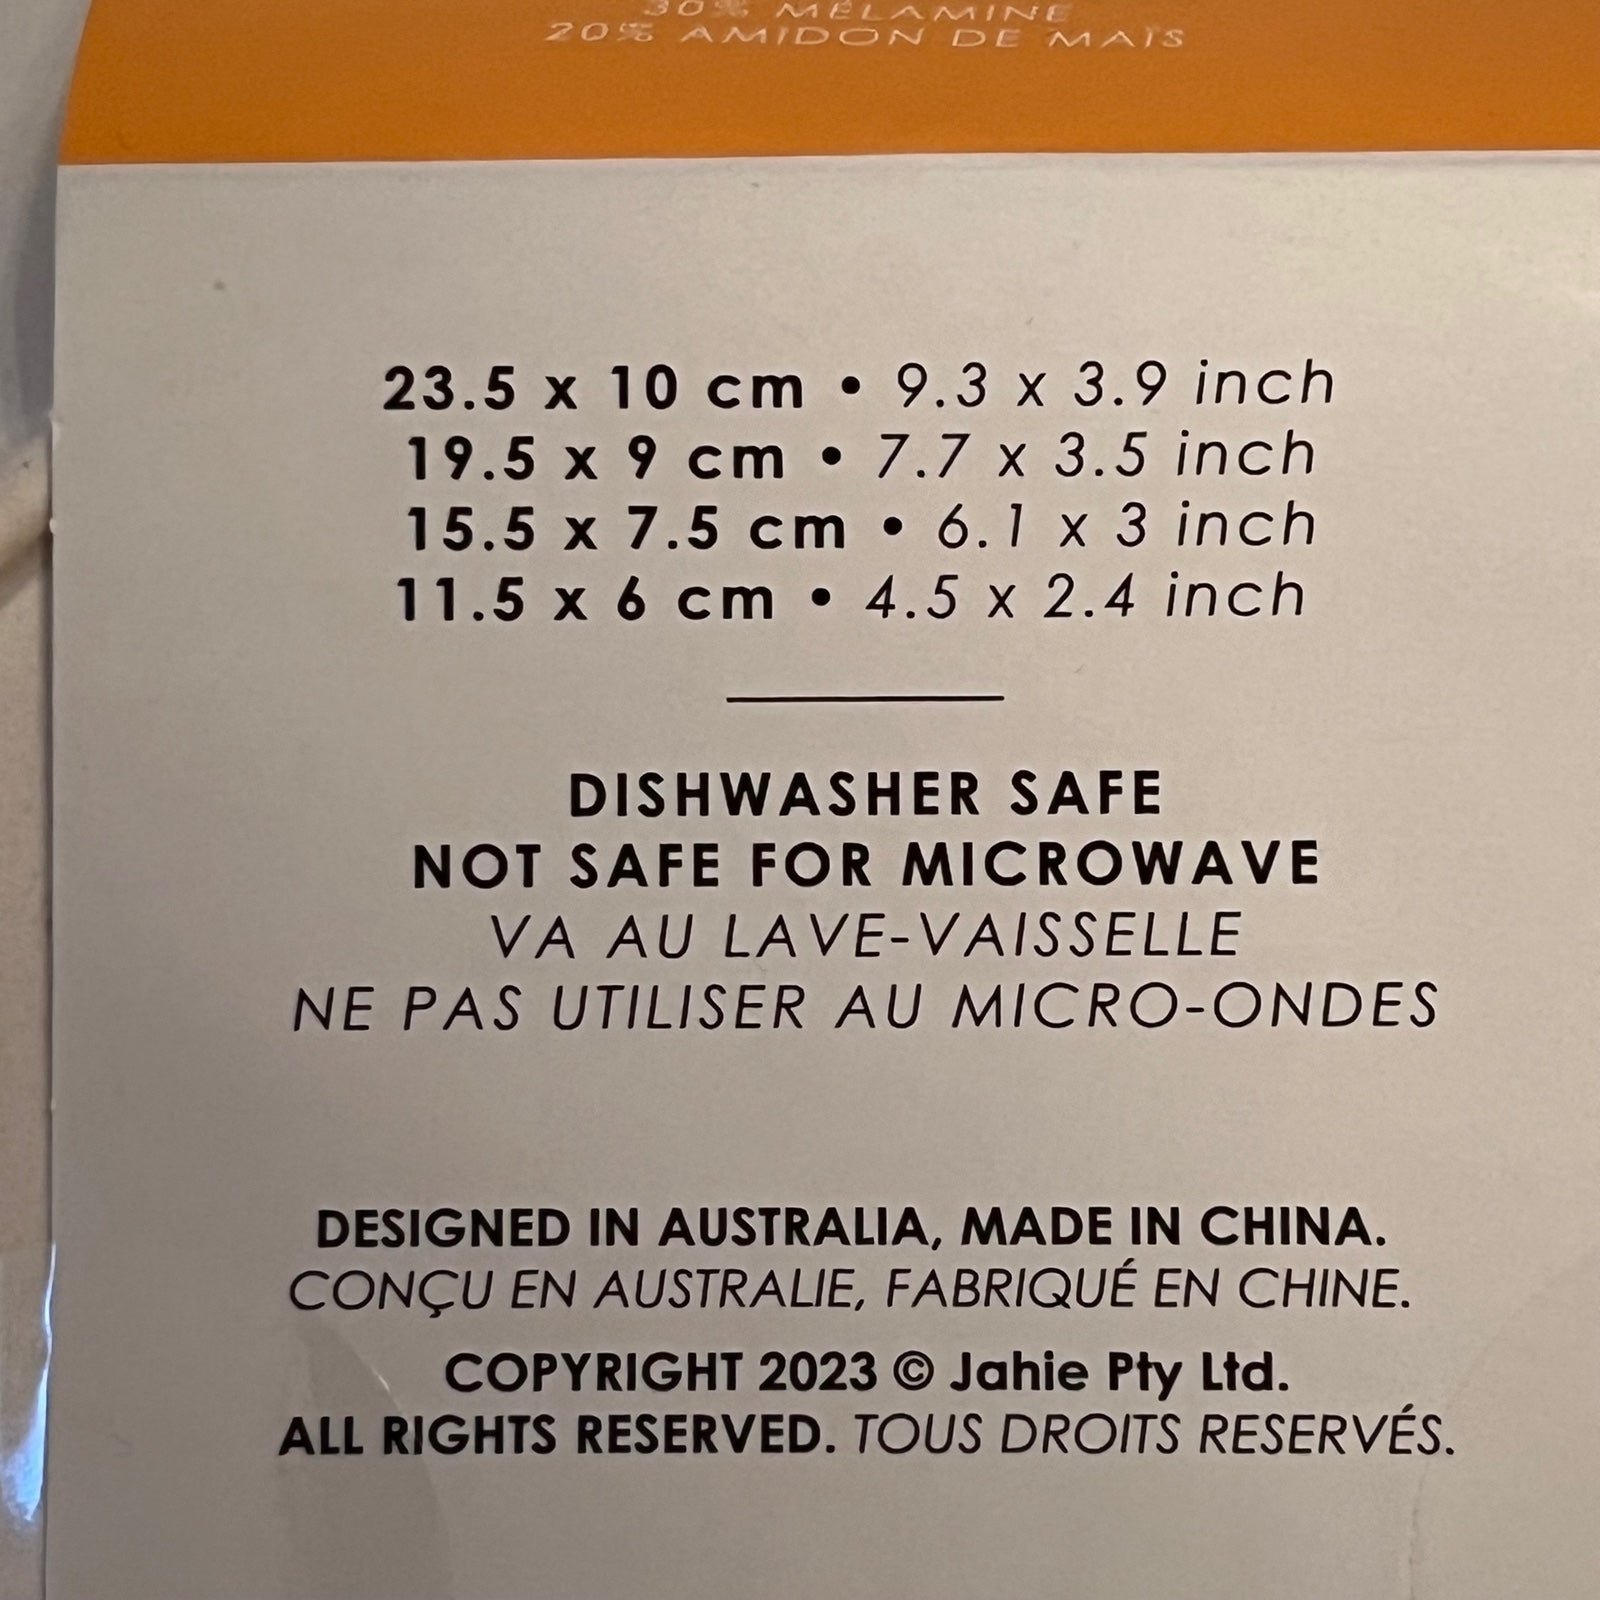 30% MÉLAMINE
20% AMIDON DE MAÏS
23.5 x 10 cm • 9.3 x 3.9 inch
19.5 x 9 cm • 7.7 x 3.5 inch
15.5 x 7.5 cm • 6.1 x 3 inch
11.5 x 6 cm • 4.5 x 2.4 inch
DISHWASHER SAFE
NOT SAFE FOR MICROWAVE
VA AU LAVE-VAISSELLE
NE PAS UTILISER AU MICRO-ONDES
DESIGNED IN AUSTRALIA, MADE IN CHINA.
CONÇU EN AUSTRALIE, FABRIQUÉ EN CHINE.
COPYRIGHT 2023 © Jahie Pty Ltd.
ALL RIGHTS RESERVED. TOUS DROITS RESERVÉS.